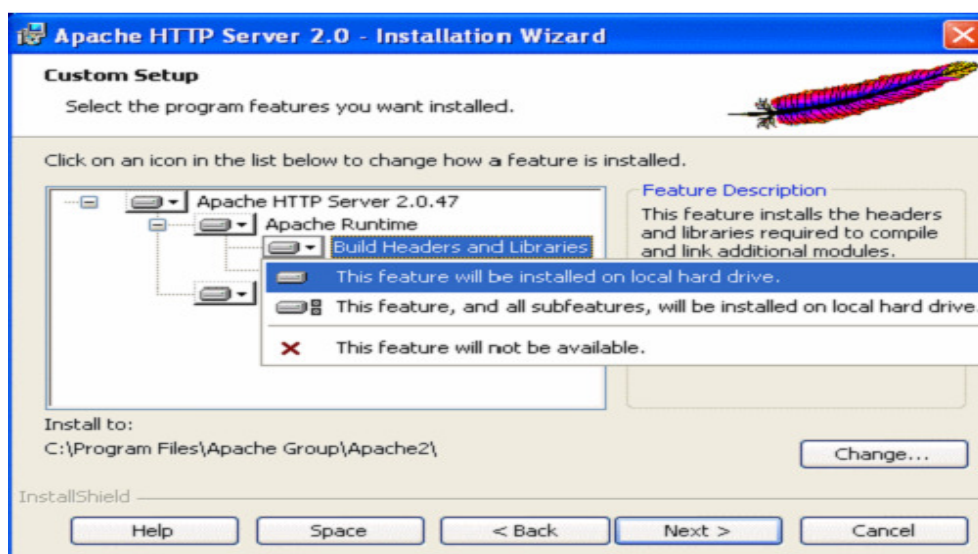 Apache HTTP Server 2.0 - Installation Wizard
Custom Setup
Select the program features you want installed.
Click on an icon in the list below to change how a feature is installed.
Apache HTTP Server 2.0.47
Apache Runtime
Build Headers and Libraries
Feature Description
This feature installs the headers
and libraries required to compile
and link additional modules.
This feature will be installed on local hard drive.
This feature, and all subfeatures, will be installed on local hard drive.
This feature will not be available.
Install to:
C:\Program Files\Apache Group\Apache2\
Change...
InstallShield
Help
Space
< Back
Next >
Cancel